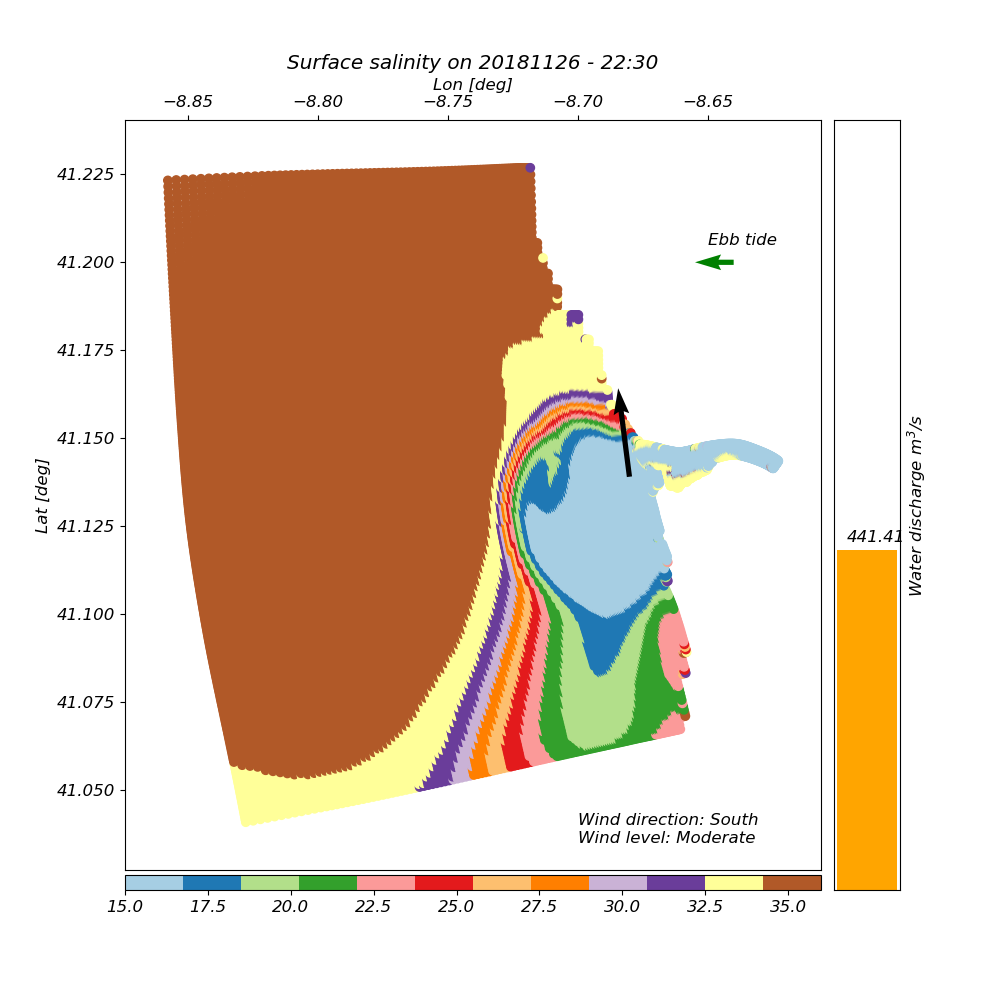 Surface salinity on 20181126 - 22:30
Lon [deg]
−8.85 −8.80 −8.75 −8.70 −8.65
41.225
41.200
41.175
41.150
41.125
41.100
41.075
41.050
Lat [deg]
Ebb tide
Wind direction: South
Wind level: Moderate
441.41
Water discharge m³/s
15.0 17.5 20.0 22.5 25.0 27.5 30.0 32.5 35.0